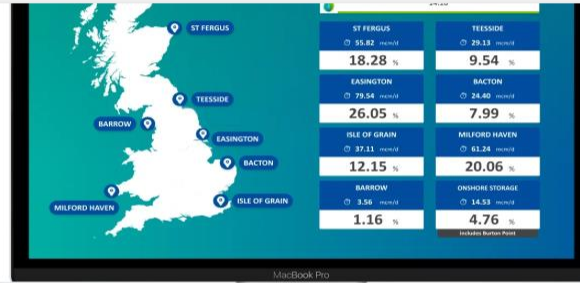 ST FERGUS
TEESSIDE
BARROW
EASINGTON
BACTON
MILFORD HAVEN
ISLE OF GRAIN
ST FERGUS
55.82 mcm/d
18.28 %
TEESSIDE
29.13 mcm/d
9.54 %
EASINGTON
79.54 mcm/d
26.05 %
BACTON
24.40 mcm/d
7.99 %
ISLE OF GRAIN
37.11 mcm/d
12.15 %
MILFORD HAVEN
61.24 mcm/d
20.06 %
BARROW
3.56 mcm/d
1.16 %
ONSHORE STORAGE
14.53 mcm/d
4.76 %
Includes Burton Point
MacBook Pro